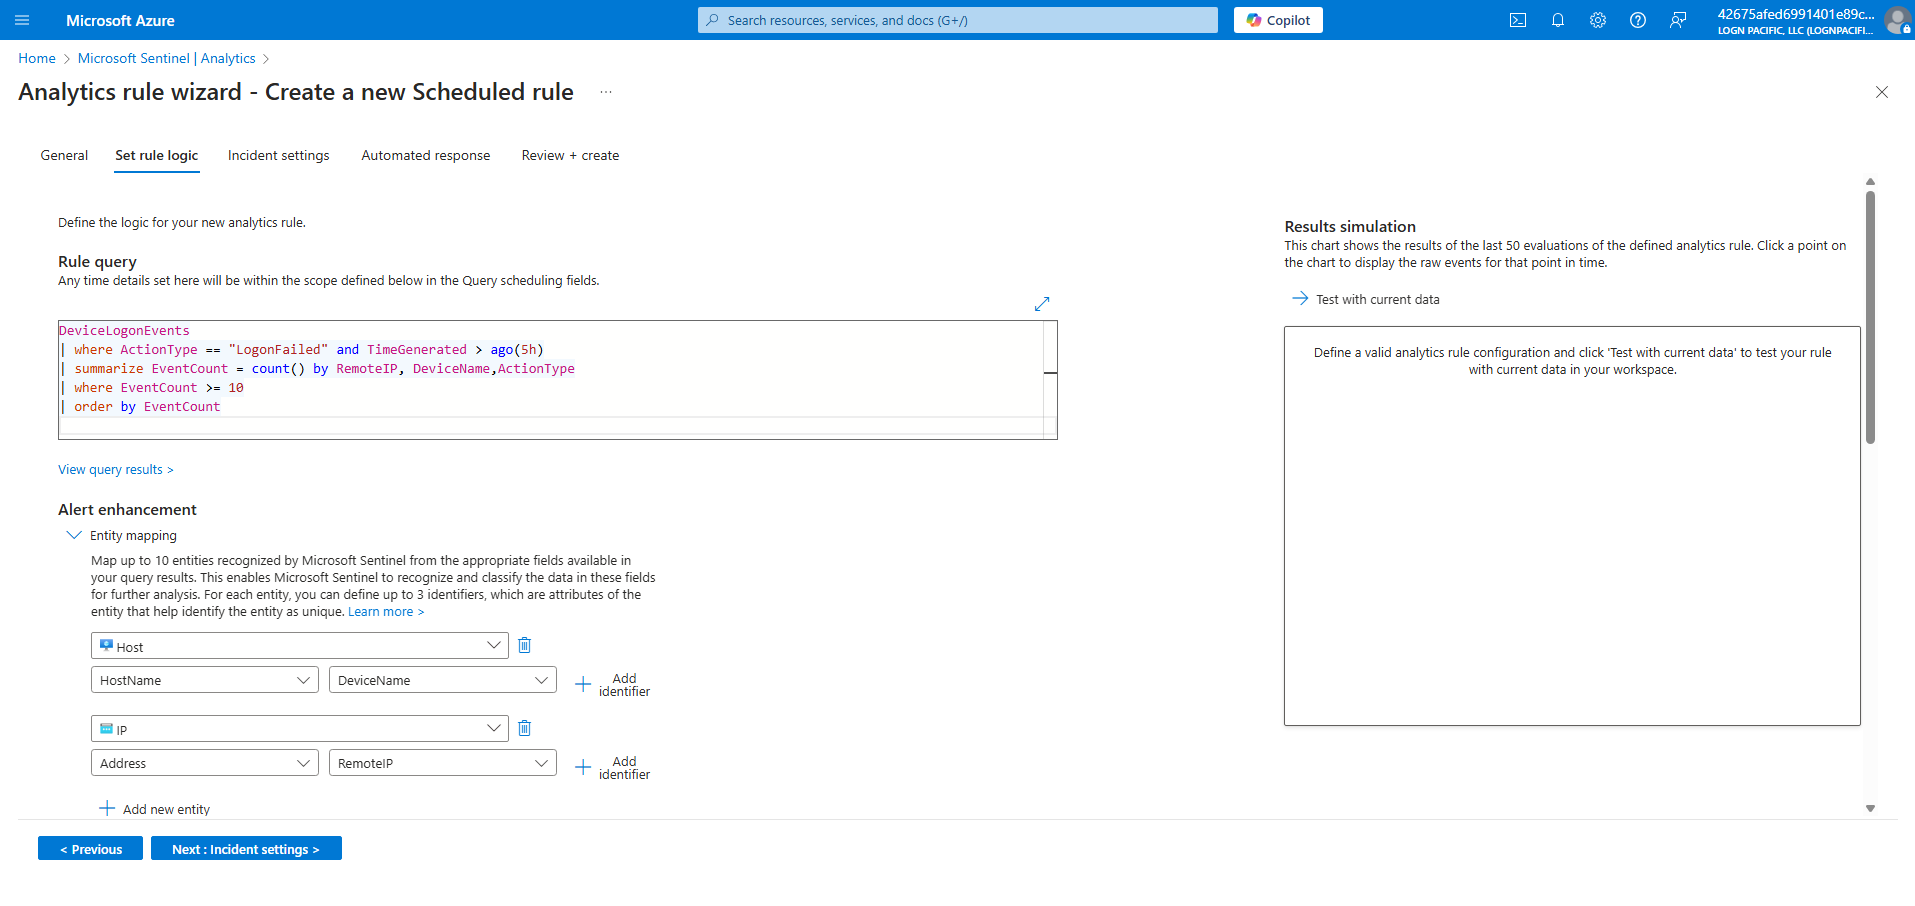 Microsoft Azure
Search resources, services, and docs (G+/)
Copilot
42675afed6991401e89c...
LOGN PACIFIC, LLC (LOGNPACIFI...
Home > Microsoft Sentinel | Analytics >
Analytics rule wizard - Create a new Scheduled rule ...
General
Set rule logic
Incident settings
Automated response
Review + create
Define the logic for your new analytics rule.
Rule query
Any time details set here will be within the scope defined below in the Query scheduling fields.
DeviceLogonEvents
| where ActionType == "LogonFailed" and TimeGenerated > ago(5h)
| summarize EventCount = count() by RemoteIP, DeviceName,ActionType
| where EventCount >= 10
| order by EventCount
View query results >
Alert enhancement
Entity mapping
Map up to 10 entities recognized by Microsoft Sentinel from the appropriate fields available in
your query results. This enables Microsoft Sentinel to recognize and classify the data in these fields
for further analysis. For each entity, you can define up to 3 identifiers, which are attributes of the
entity that help identify the entity as unique. Learn more >
Host
HostName
DeviceName
Add
identifier
IP
Address
RemoteIP
Add
identifier
Add new entity
Results simulation
This chart shows the results of the last 50 evaluations of the defined analytics rule. Click a point on
the chart to display the raw events for that point in time.
Test with current data
Define a valid analytics rule configuration and click 'Test with current data' to test your rule
with current data in your workspace.
< Previous
Next : Incident settings >